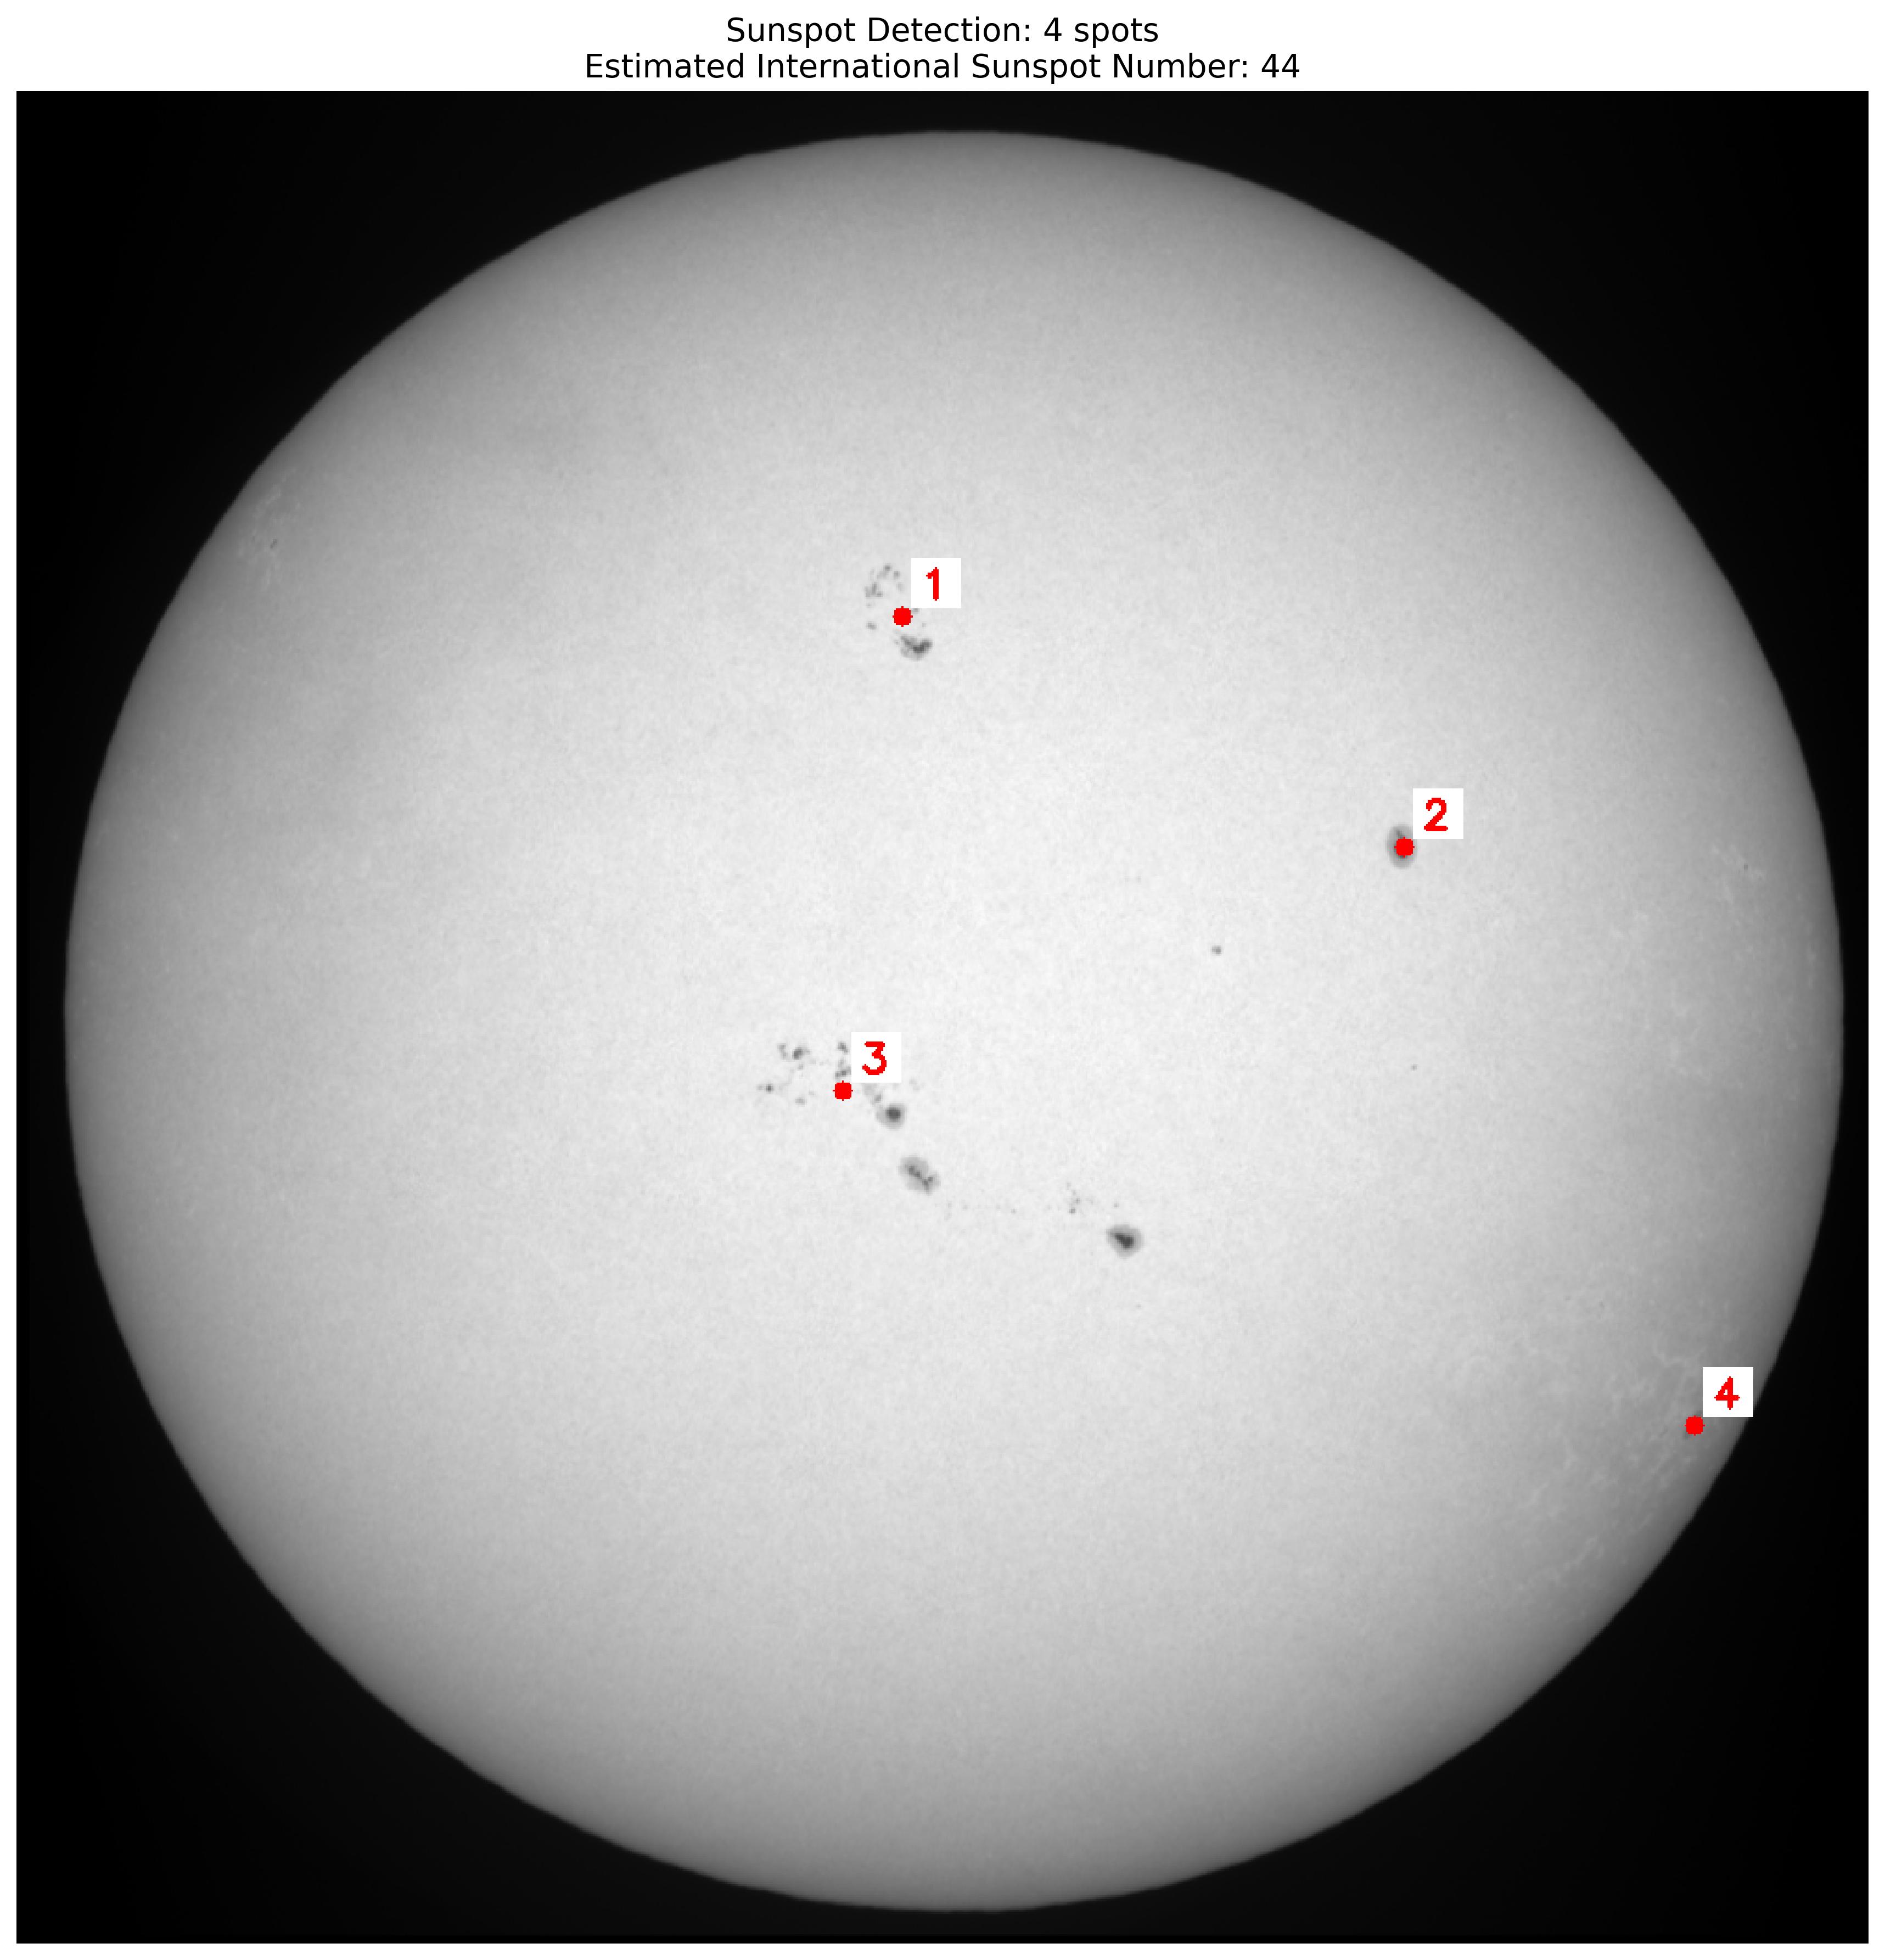 Sunspot Detection: 4 spots
Estimated International Sunspot Number: 44
1
2
3
4